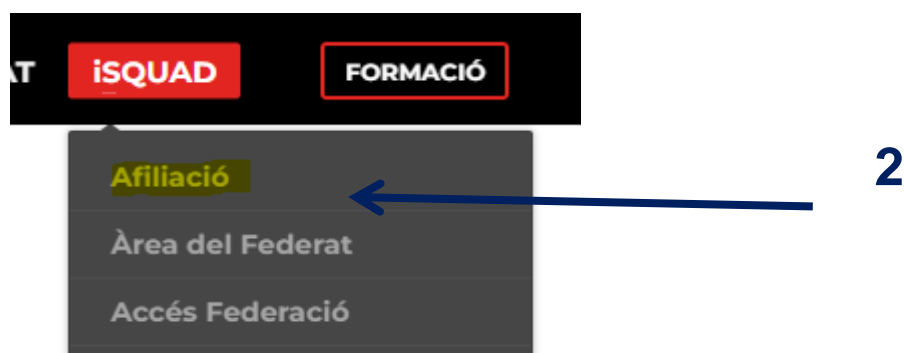 iSQUAD FORMACIÓ
Afiliació
2
Àrea del Federat
Accés Federació